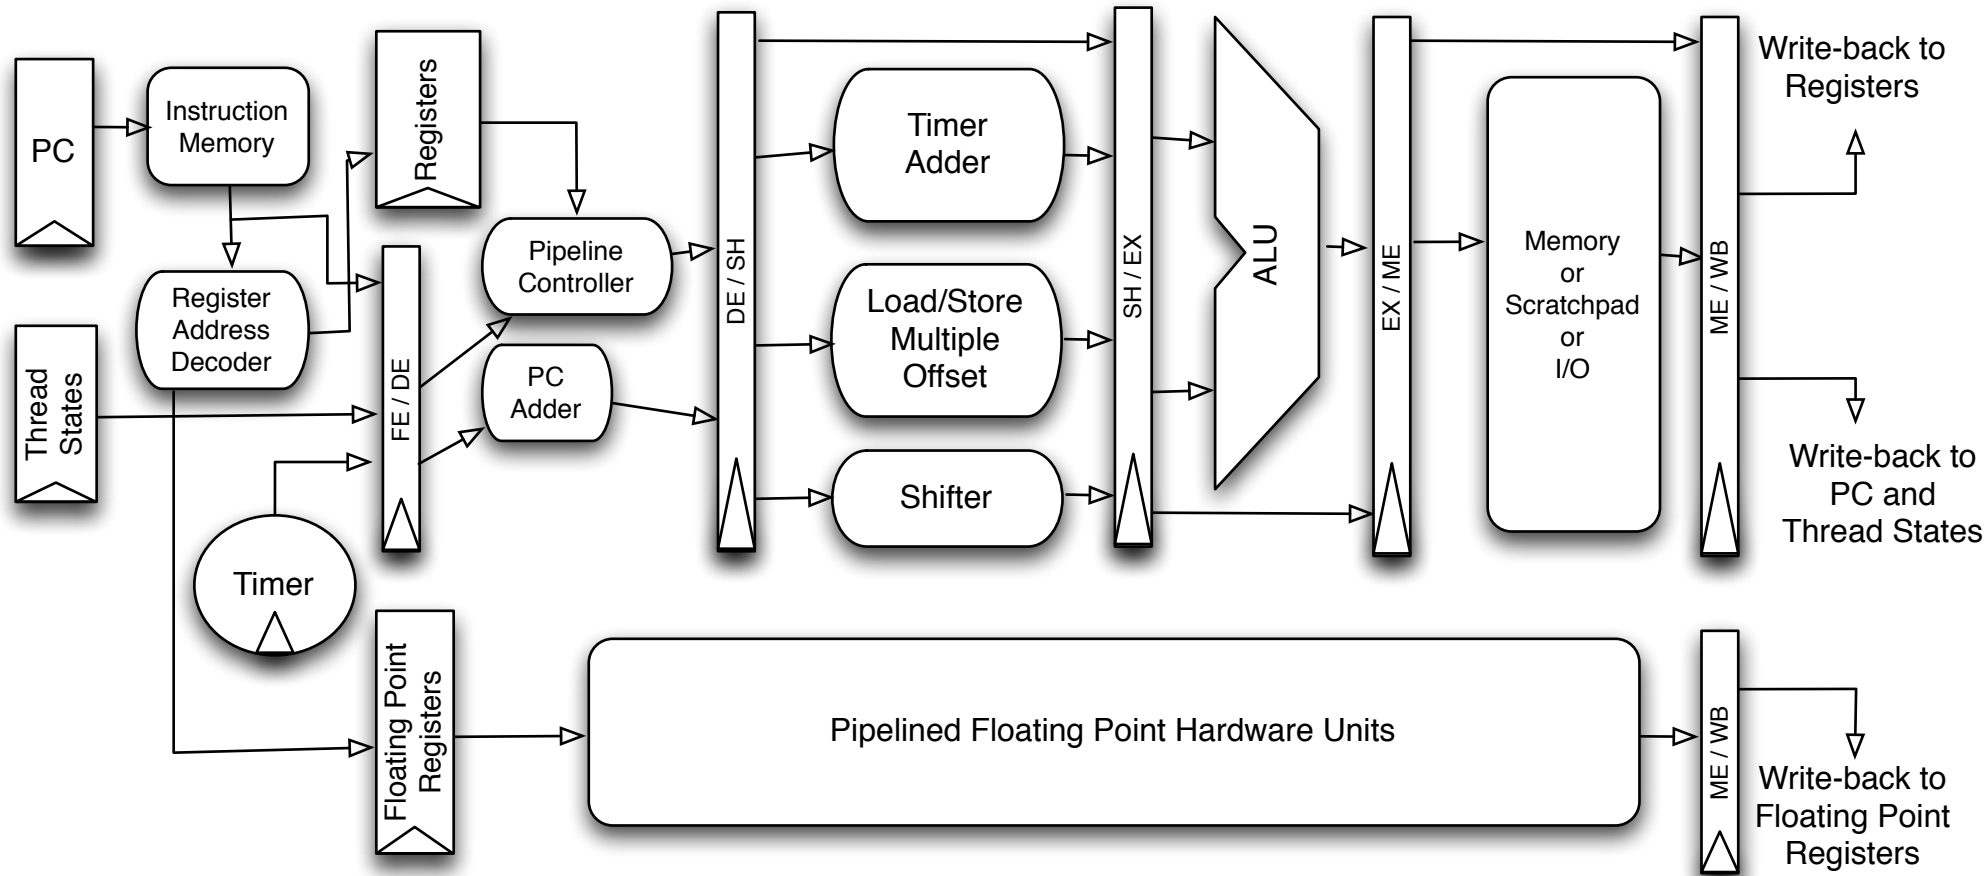 PC
Instruction
Memory
Registers
Register
Address
Decoder
Thread
States
Timer
FE / DE
Pipeline
Controller
PC
Adder
DE / SH
Timer
Adder
Load/Store
Multiple
Offset
Shifter
SH / EX
ALU
EX / ME
Memory
or
Scratchpad
or
I/O
ME / WB
Write-back to
Registers
Write-back to
PC and
Thread States
Floating Point
Registers
Pipelined Floating Point Hardware Units
ME / WB
Write-back to
Floating Point
Registers